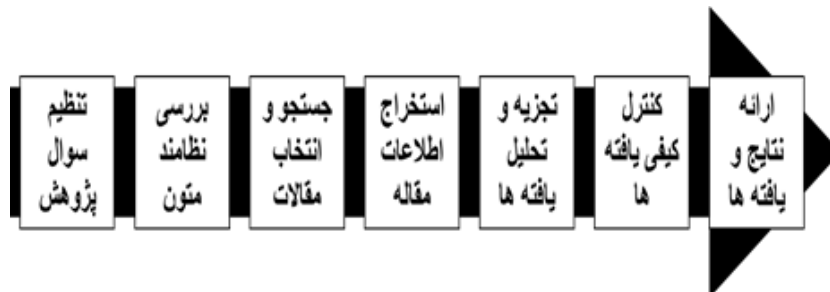 تنظیم
سوال
پژوهش
بررسی
نظامند
متون
جستجو و
انتخاب
مقالات
استخراج
اطلاعات
مقاله
تجزیه و
تحلیل
یافته ها
کنترل
کیفی یافته
ها
ارائه
نتایج و
یافته ها